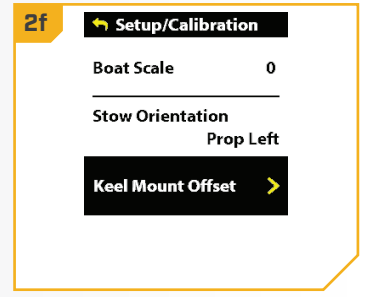 2f
Setup/Calibration
Boat Scale 0
Stow Orientation
Prop Left
Keel Mount Offset